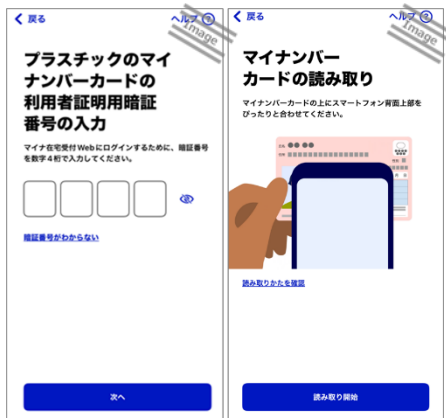 戻る
ヘルプ ?
Image
プラスチックのマイ
ナンバーカードの
利用者証明用暗証
番号の入力
マイナ在宅受付Webにログインするために、暗証番号
を数字4桁で入力してください。
暗証番号がわからない
次へ
戻る
ヘルプ ?
Image
マイナンバー
カードの読み取り
マイナンバーカードの上にスマートフォン背面上部を
ぴったりと合わせてください。
読み取りかたを確認
読み取り開始